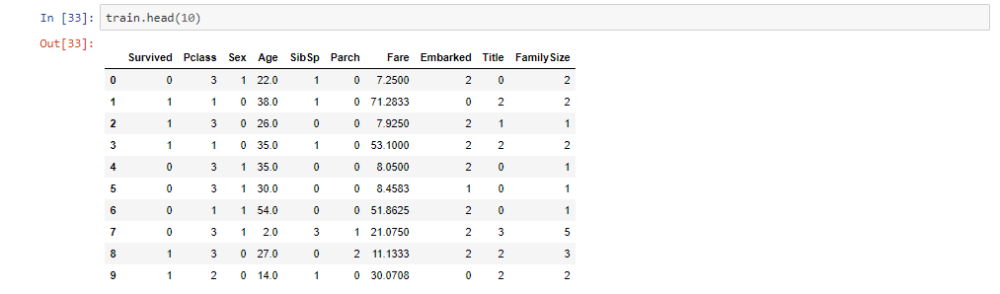 In [33]: train.head(10)
Out[33]:
Survived Pclass Sex Age SibSp Parch Fare Embarked Title FamilySize
0 0 3 1 22.0 1 0 7.2500 2 0 2
1 1 1 0 38.0 1 0 71.2833 0 2 2
2 1 3 0 26.0 0 0 7.9250 2 1 1
3 1 1 0 35.0 1 0 53.1000 2 2 2
4 0 3 1 35.0 0 0 8.0500 2 0 1
5 0 3 1 30.0 0 0 8.4583 1 0 1
6 0 1 1 54.0 0 0 51.8625 2 0 1
7 0 3 1 2.0 3 1 21.0750 2 3 5
8 1 3 0 27.0 0 2 11.1333 2 2 3
9 1 2 0 14.0 1 0 30.0708 0 2 2